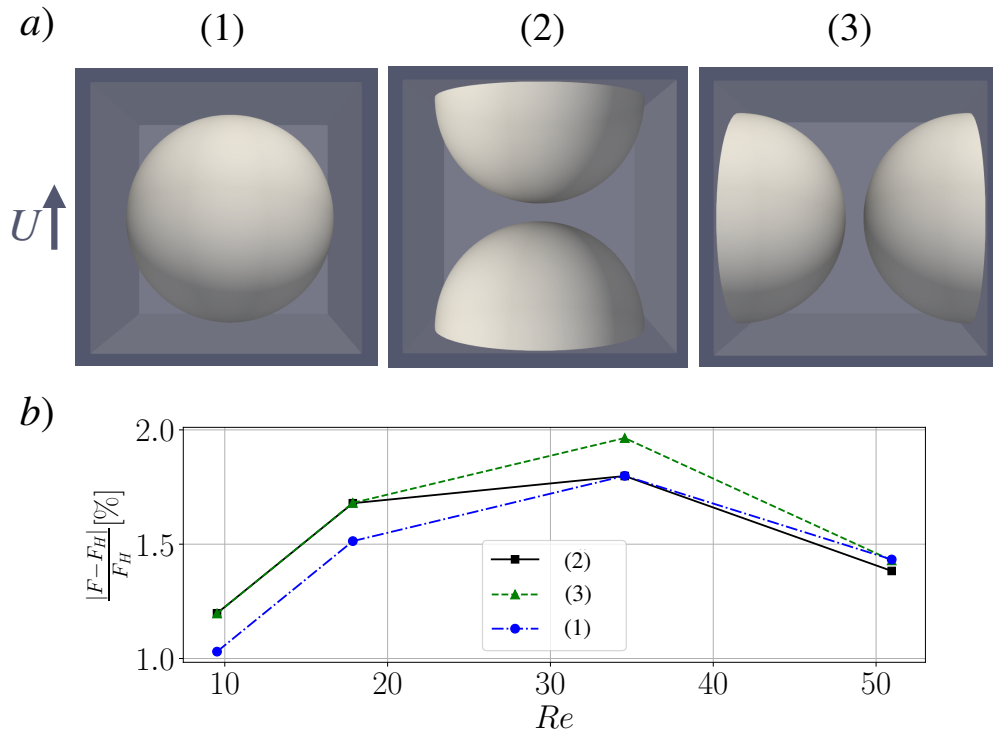 a)
(1)
(2)
(3)
U
b)
|F−F_H|
F_H
[%]
2.0
1.5
1.0
(2)
(3)
(1)
10
20
30
40
50
Re